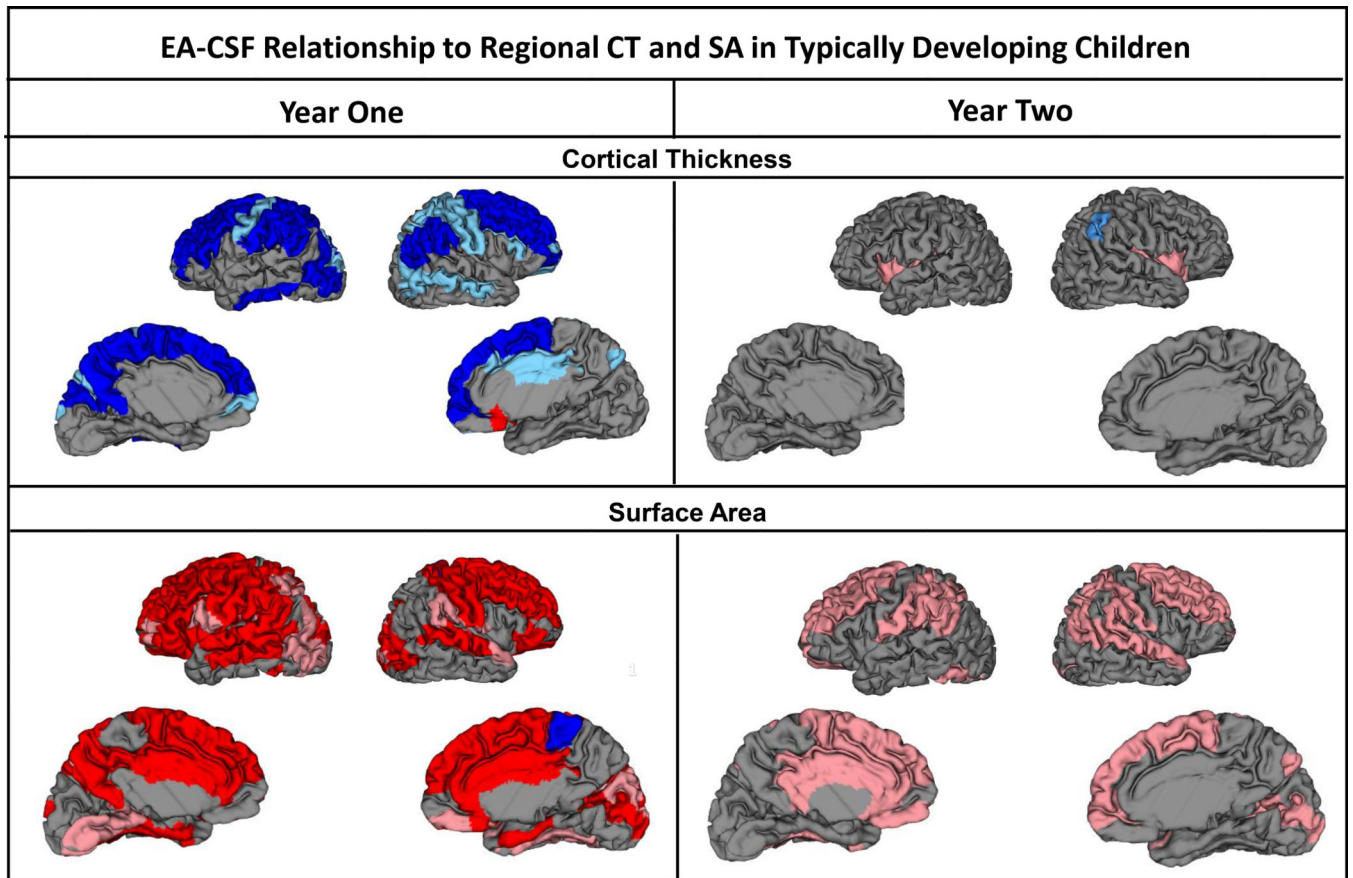 EA-CSF Relationship to Regional CT and SA in Typically Developing Children
Year One
Year Two
Cortical Thickness
Surface Area
1